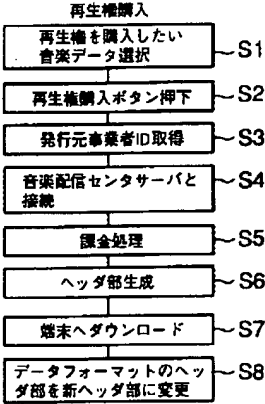 再生権購入
再生権を購入したい
音楽データ選択
S1
再生権購入ボタン押下
S2
発行元事業者ID取得
S3
音楽配信センタサーバと
接続
S4
課金処理
S5
ヘッダ部生成
S6
端末へダウンロード
S7
データフォーマットのヘッ
ダ部を新ヘッダ部に変更
S8